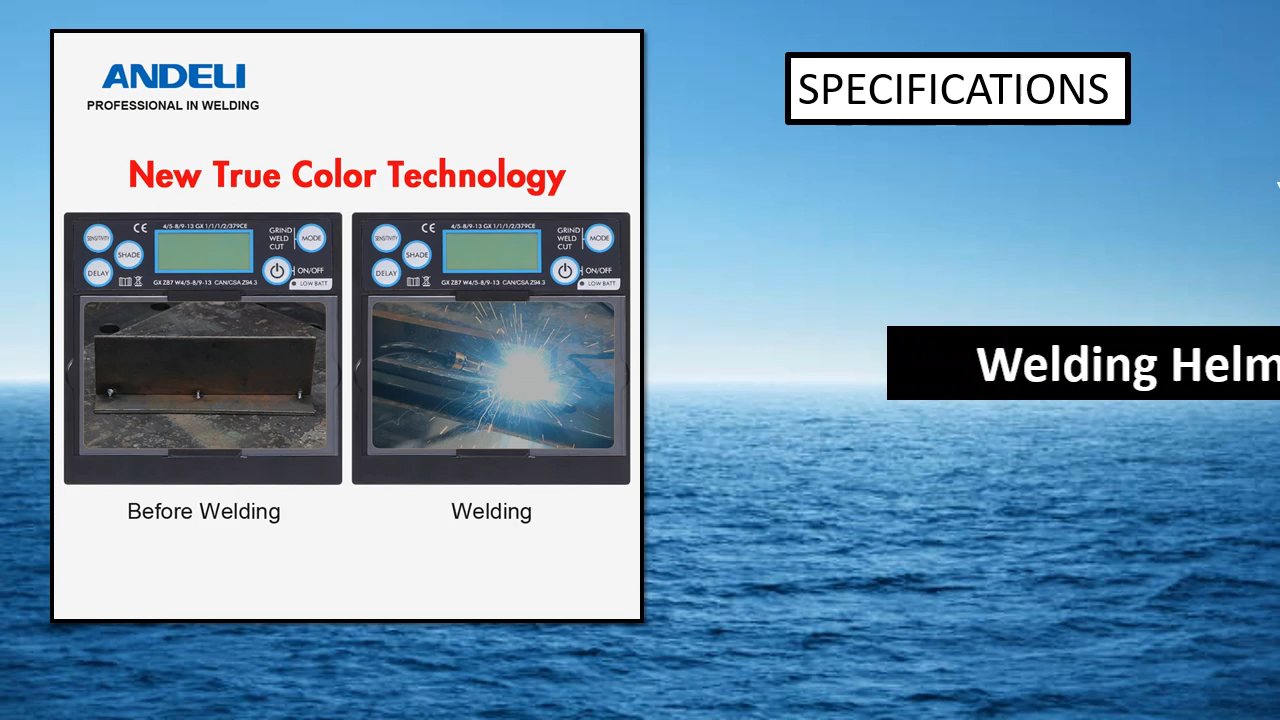 ANDELI
PROFESSIONAL IN WELDING
New True Color Technology
SENSITIVITY
CE
4/5-8/9-13 GX 1/1/1/2/379CE
GRIND
WELD
CUT
MODE
SHADE
DELAY
ON/OFF
GX Z87 W4/5-8/9-13 CAN/CSA Z94.3
LOW BATT
SENSITIVITY
CE
4/5-8/9-13 GX 1/1/1/2/379CE
GRIND
WELD
CUT
MODE
SHADE
DELAY
ON/OFF
GX Z87 W4/5-8/9-13 CAN/CSA Z94.3
LOW BATT
Before Welding
Welding
SPECIFICATIONS
Welding Helm